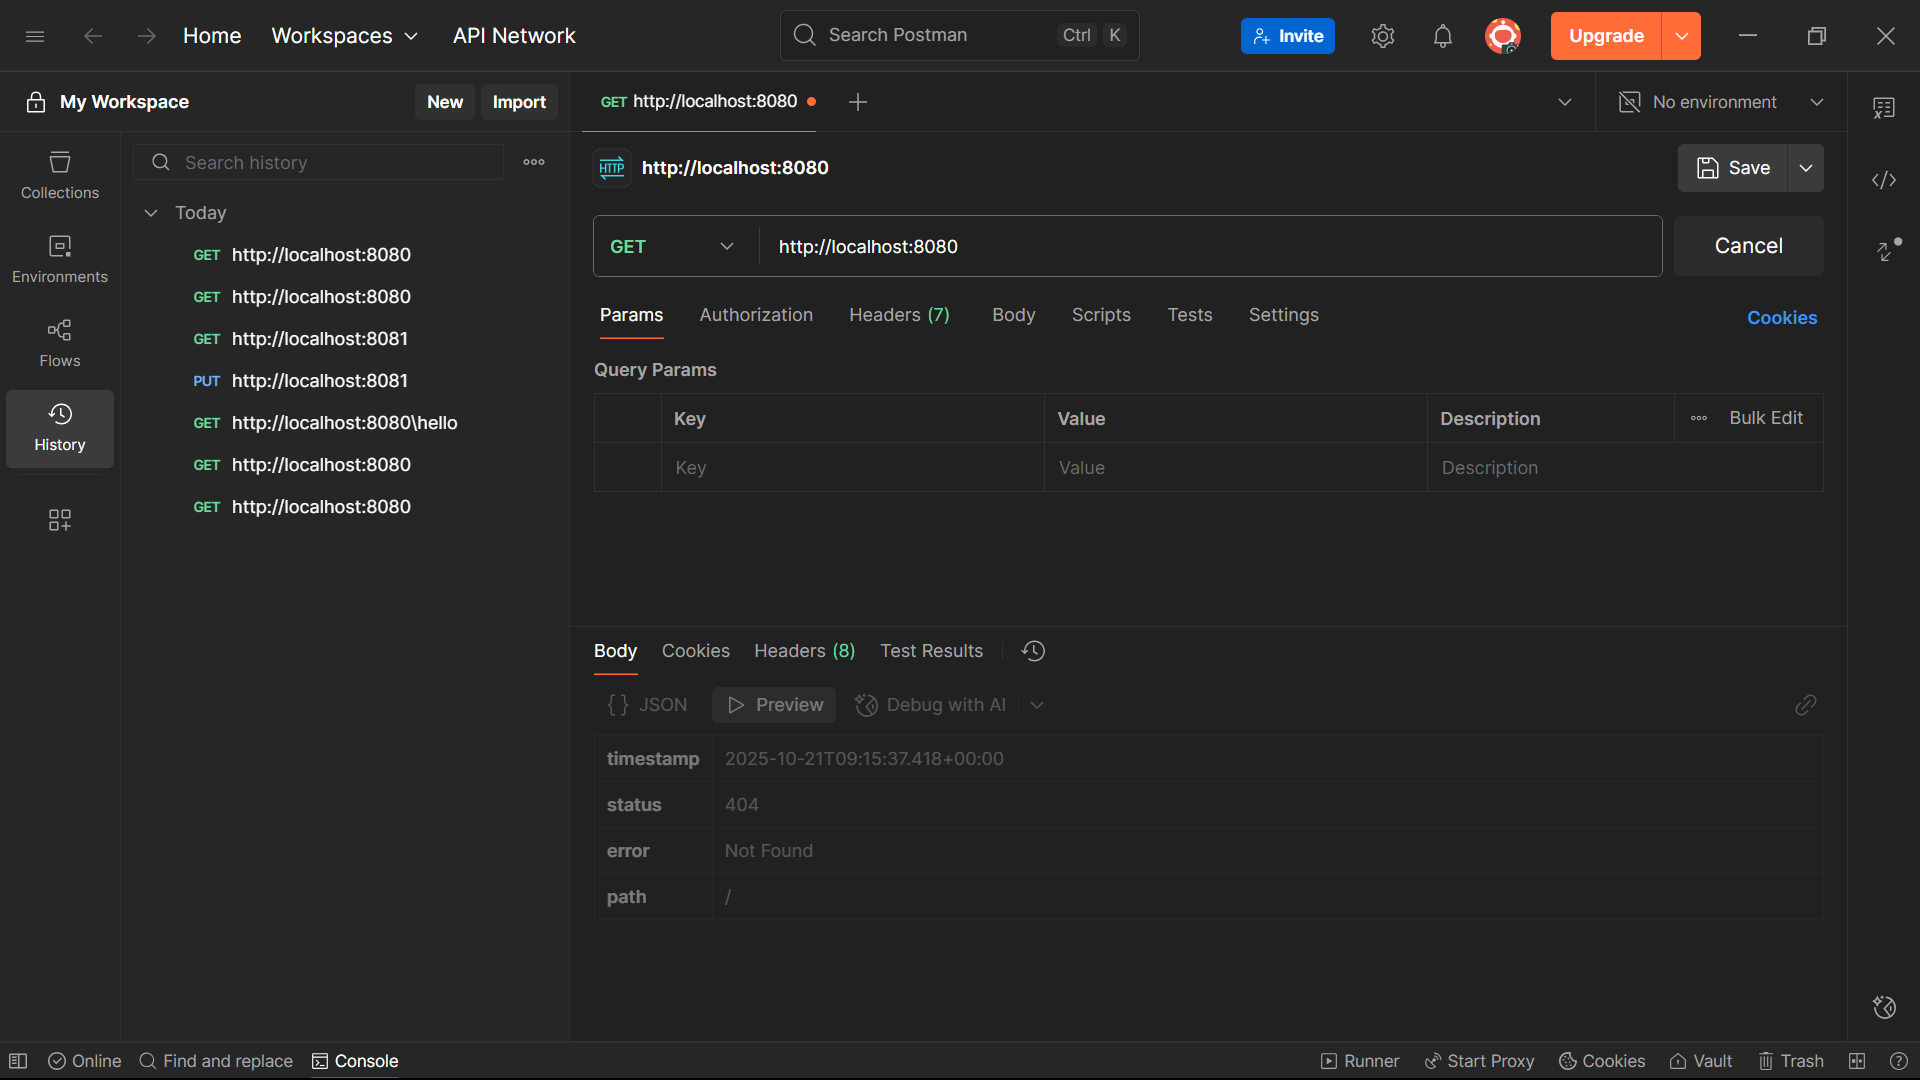 Home Workspaces API Network Search Postman Ctrl K Invite Upgrade
My Workspace New Import GET http://localhost:8080 No environment
Collections
Environments
Flows
History
Search history
Today
GET http://localhost:8080
GET http://localhost:8080
GET http://localhost:8081
PUT http://localhost:8081
GET http://localhost:8080\hello
GET http://localhost:8080
GET http://localhost:8080
HTTP http://localhost:8080 Save
GET http://localhost:8080 Cancel
Params Authorization Headers (7) Body Scripts Tests Settings Cookies
Query Params
Key Value Description Bulk Edit
Key Value Description
Body Cookies Headers (8) Test Results
{} JSON Preview Debug with AI
timestamp 2025-10-21T09:15:37.418+00:00
status 404
error Not Found
path /
Online Find and replace Console Runner Start Proxy Cookies Vault Trash